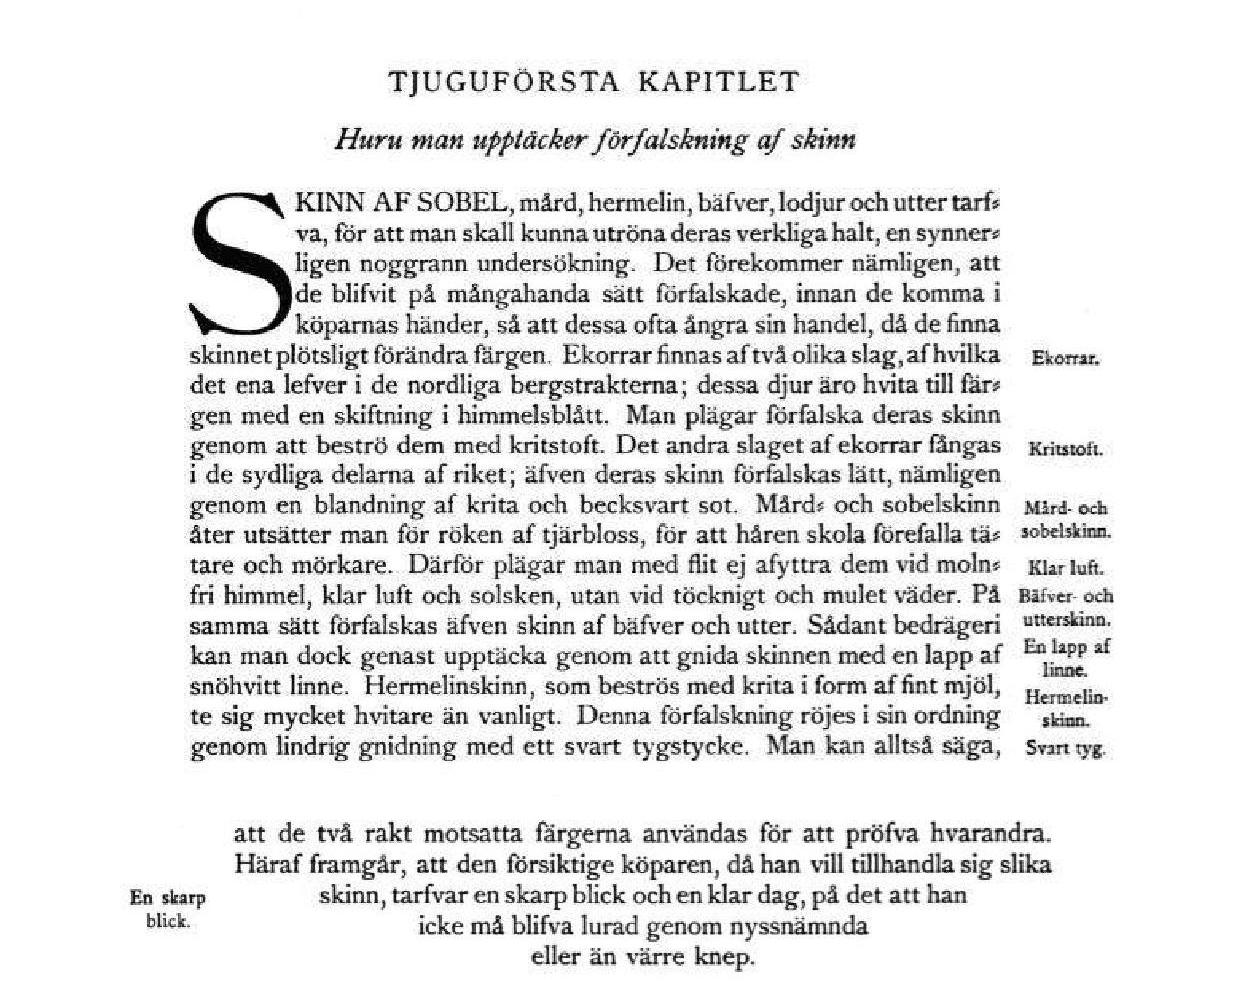 TJUGUFÖRSTA KAPITLET
Huru man upptäcker förfalskning af skinn
SKINN AF SOBEL, mård, hermelin, bäfver, lodjur och utter tarf-
va, för att man skall kunna utröna deras verkliga halt, en synner-
ligen noggrann undersökning. Det förekommer nämligen, att
de blifvit på mångahanda sätt förfalskade, innan de komma i
köparnas händer, så att dessa ofta ångra sin handel, då de finna
skinnet plötsligt förändra färgen. Ekorrar finnas af två olika slag, af hvilka
Ekorrar.
det ena lefver i de nordliga bergstrakterna; dessa djur äro hvita till fär-
gen med en skiftning i himmelsblått. Man plägar förfalska deras skinn
genom att beströ dem med kritstoft. Det andra slaget af ekorrar fångas
Kritstoft.
i de sydliga delarna af riket; äfven deras skinn förfalskas lätt, nämligen
genom en blandning af krita och becksvart sot. Mård- och sobelskinn
Mård- och
åter utsätter man för röken af tjärbloss, för att håren skola förefalla tä-
sobelskinn.
tare och mörkare. Därför plägar man med flit ej afyttra dem vid moln-
Klar luft.
fri himmel, klar luft och solsken, utan vid töcknigt och mulet väder. På
Bäfver- och
samma sätt förfalskas äfven skinn af bäfver och utter. Sådant bedrägeri
utterskinn.
kan man dock genast upptäcka genom att gnida skinnen med en lapp af
En lapp af
linne.
snöhvitt linne. Hermelinskinn, som beströs med krita i form af fint mjöl,
Hermelin-
te sig mycket hvitare än vanligt. Denna förfalskning röjes i sin ordning
skinn.
genom lindrig gnidning med ett svart tygstycke. Man kan alltså säga,
Svart tyg.
att de två rakt motsatta färgerna användas för att pröfva hvarandra.
Häraf framgår, att den försiktige köparen, då han vill tillhandla sig slika
En skarp
blick.
skinn, tarfvar en skarp blick och en klar dag, på det att han
icke må blifva lurad genom nyssnämnda
eller än värre knep.